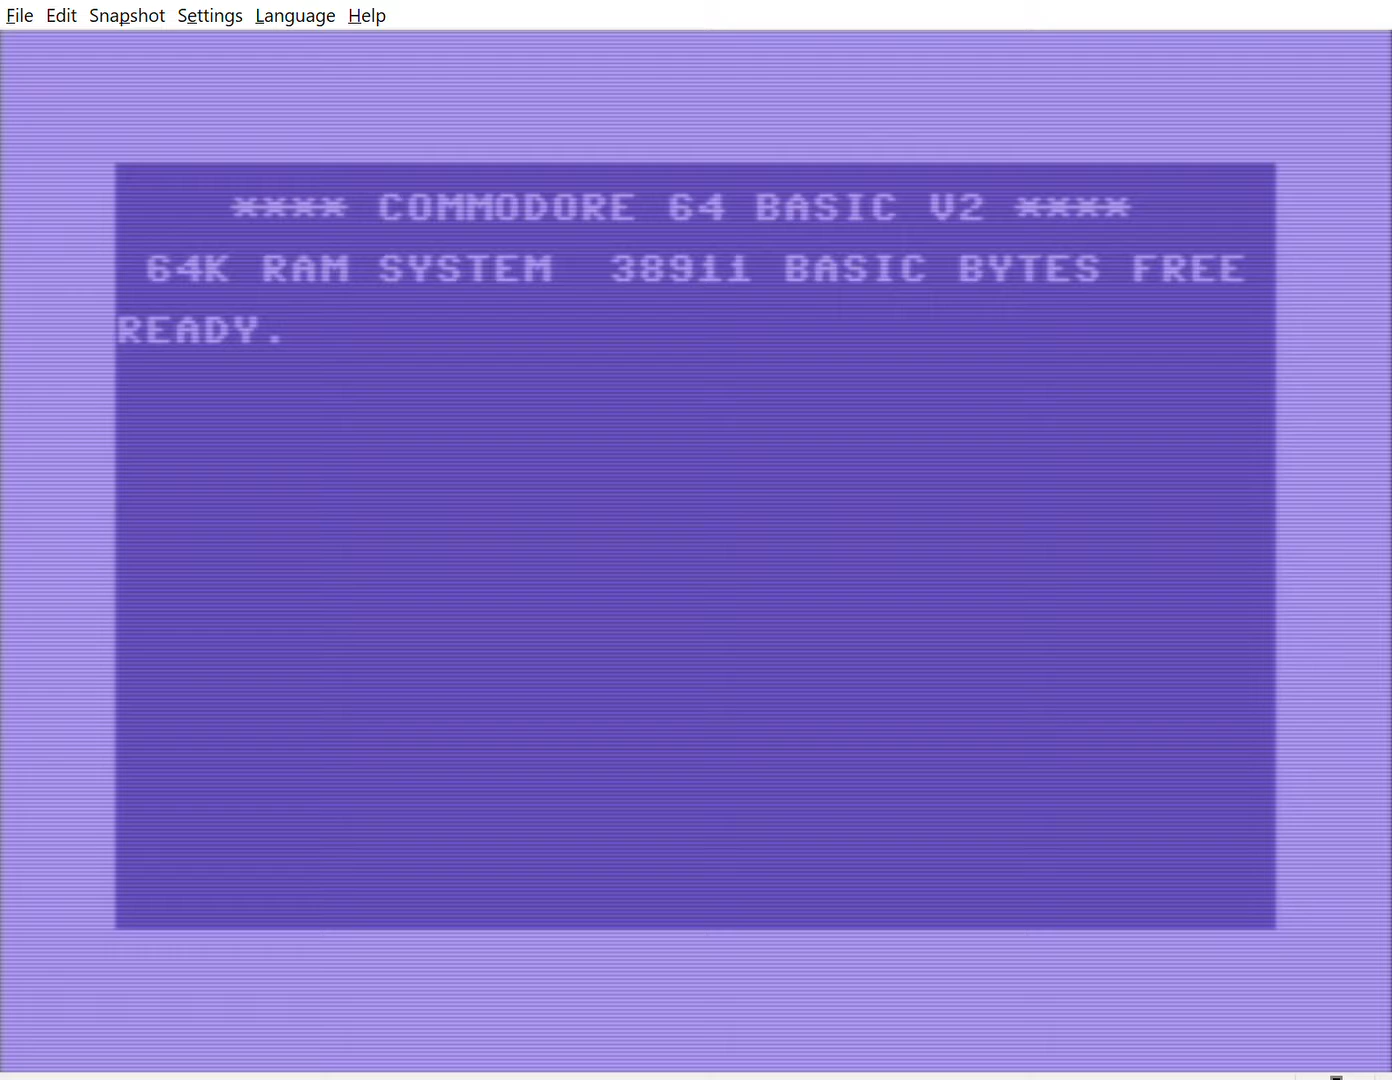 File Edit Snapshot Settings Language Help
**** COMMODORE 64 BASIC V2 ****
64K RAM SYSTEM  38911 BASIC BYTES FREE
READY.